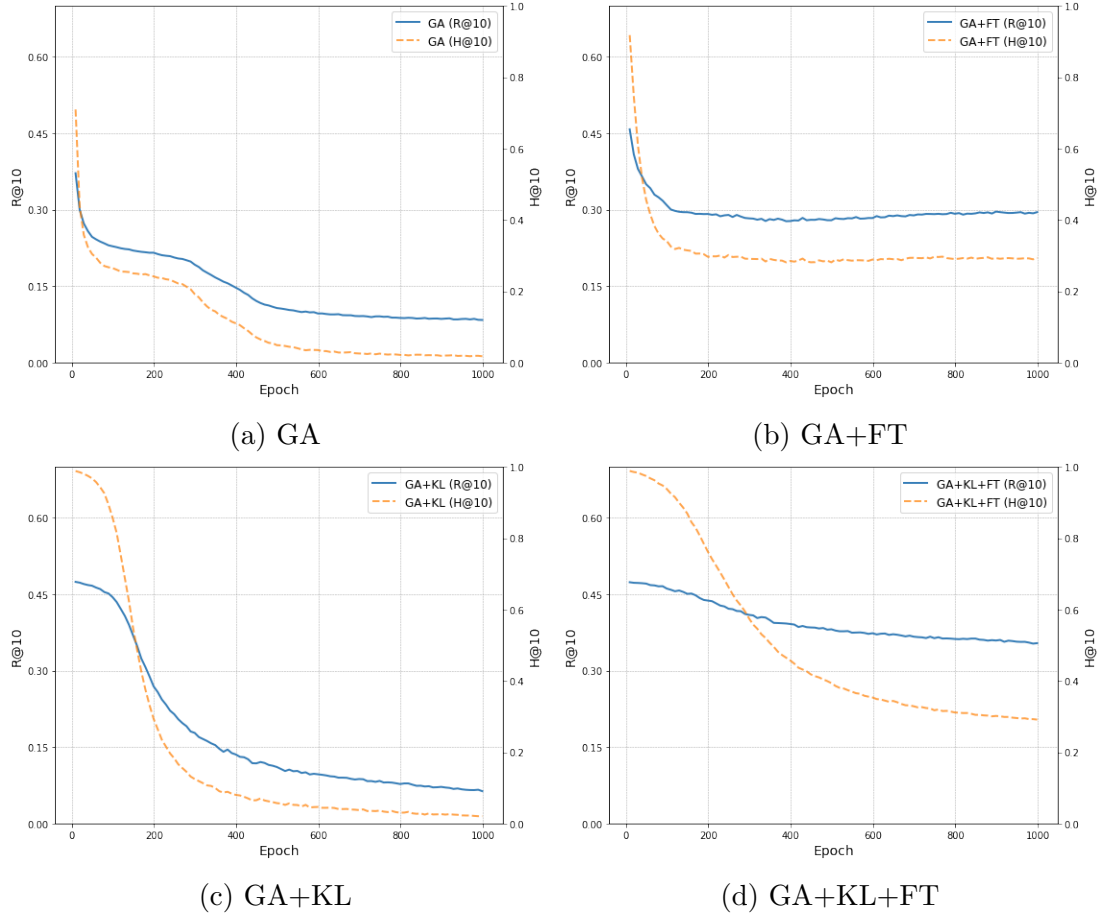 GA (R@10)
GA (H@10)
R@10
0.60
0.45
0.30
0.15
0.00
1.0
0.8
0.6
0.4
0.2
0.0
H@10
0 200 400 600 800 1000
Epoch
(a) GA
GA+FT (R@10)
GA+FT (H@10)
R@10
0.60
0.45
0.30
0.15
0.00
1.0
0.8
0.6
0.4
0.2
0.0
H@10
0 200 400 600 800 1000
Epoch
(b) GA+FT
GA+KL (R@10)
GA+KL (H@10)
R@10
0.60
0.45
0.30
0.15
0.00
1.0
0.8
0.6
0.4
0.2
0.0
H@10
0 200 400 600 800 1000
Epoch
(c) GA+KL
GA+KL+FT (R@10)
GA+KL+FT (H@10)
R@10
0.60
0.45
0.30
0.15
0.00
1.0
0.8
0.6
0.4
0.2
0.0
H@10
0 200 400 600 800 1000
Epoch
(d) GA+KL+FT